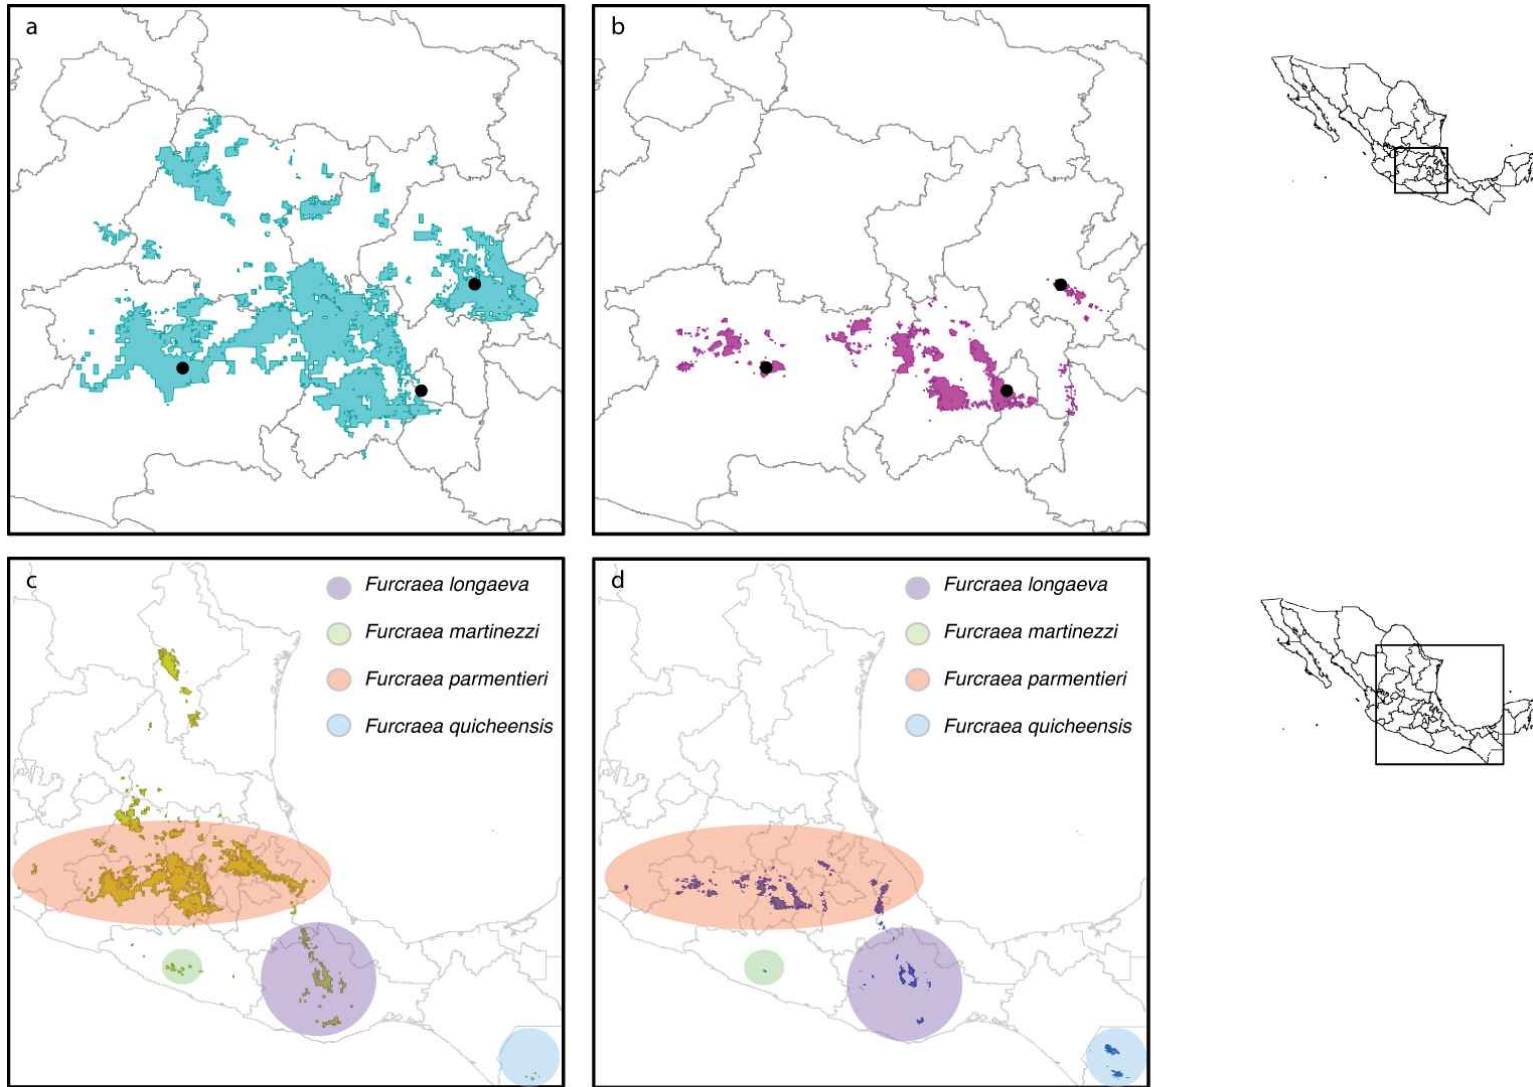 a
b
c
Furcraea longaeva
Furcraea martinezzi
Furcraea parmentieri
Furcraea quicheensis
d
Furcraea longaeva
Furcraea martinezzi
Furcraea parmentieri
Furcraea quicheensis